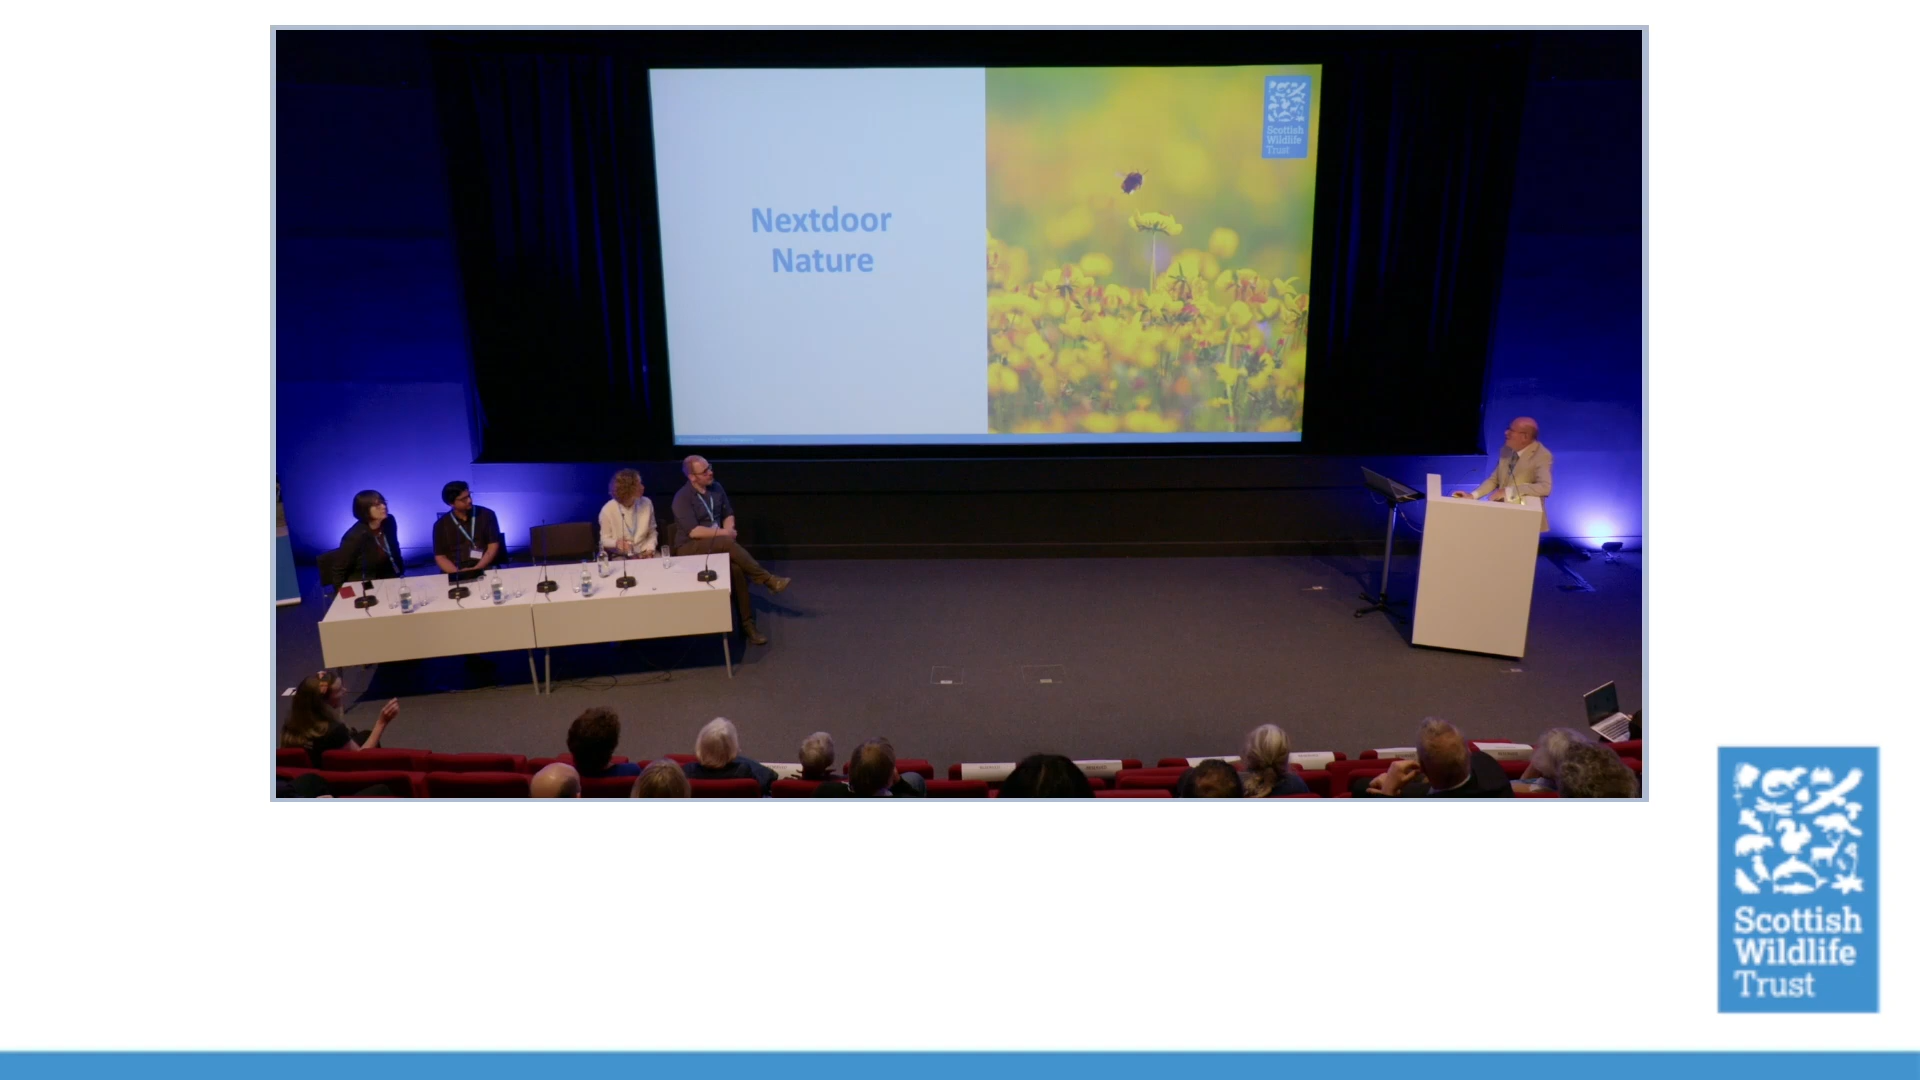 Nextdoor
Nature
Scottish
Wildlife
Trust
Scottish
Wildlife
Trust